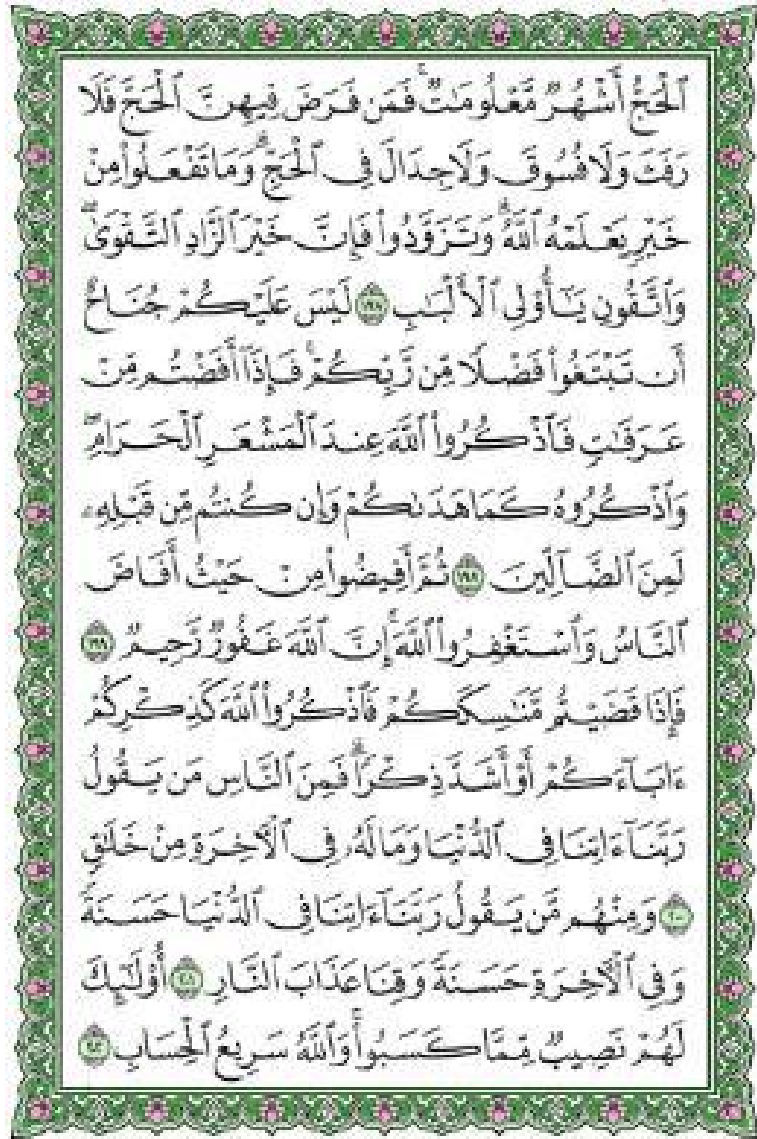 ٱلْحَجُّ أَشْهُرٌ مَّعْلُومَٰتٌ ۚ فَمَن فَرَضَ فِيهِنَّ ٱلْحَجَّ فَلَا
رَفَثَ وَلَا فُسُوقَ وَلَا جِدَالَ فِى ٱلْحَجِّ ۗ وَمَا تَفْعَلُوا۟ مِنْ
خَيْرٍ يَعْلَمْهُ ٱللَّهُ ۗ وَتَزَوَّدُوا۟ فَإِنَّ خَيْرَ ٱلزَّادِ ٱلتَّقْوَىٰ ۚ
وَٱتَّقُونِ يَٰٓأُو۟لِى ٱلْأَلْبَٰبِ ١٩٧ لَيْسَ عَلَيْكُمْ جُنَاحٌ
أَن تَبْتَغُوا۟ فَضْلًا مِّن رَّبِّكُمْ ۚ فَإِذَآ أَفَضْتُم مِّنْ
عَرَفَٰتٍ فَٱذْكُرُوا۟ ٱللَّهَ عِندَ ٱلْمَشْعَرِ ٱلْحَرَامِ ۖ
وَٱذْكُرُوهُ كَمَا هَدَىٰكُمْ وَإِن كُنتُم مِّن قَبْلِهِۦ
لَمِنَ ٱلضَّآلِّينَ ١٩٨ ثُمَّ أَفِيضُوا۟ مِنْ حَيْثُ أَفَاضَ
ٱلنَّاسُ وَٱسْتَغْفِرُوا۟ ٱللَّهَ ۚ إِنَّ ٱللَّهَ غَفُورٌ رَّحِيمٌ ١٩٩
فَإِذَا قَضَيْتُم مَّنَٰسِكَكُمْ فَٱذْكُرُوا۟ ٱللَّهَ كَذِكْرِكُمْ
ءَابَآءَكُمْ أَوْ أَشَدَّ ذِكْرًا ۗ فَمِنَ ٱلنَّاسِ مَن يَقُولُ
رَبَّنَآ ءَاتِنَا فِى ٱلدُّنْيَا وَمَا لَهُۥ فِى ٱلْءَاخِرَةِ مِنْ خَلَٰقٍ
٢٠٠ وَمِنْهُم مَّن يَقُولُ رَبَّنَآ ءَاتِنَا فِى ٱلدُّنْيَا حَسَنَةً
وَفِى ٱلْءَاخِرَةِ حَسَنَةً وَقِنَا عَذَابَ ٱلنَّارِ ٢٠١ أُو۟لَٰٓئِكَ
لَهُمْ نَصِيبٌ مِّمَّا كَسَبُوا۟ ۚ وَٱللَّهُ سَرِيعُ ٱلْحِسَابِ ٢٠٢